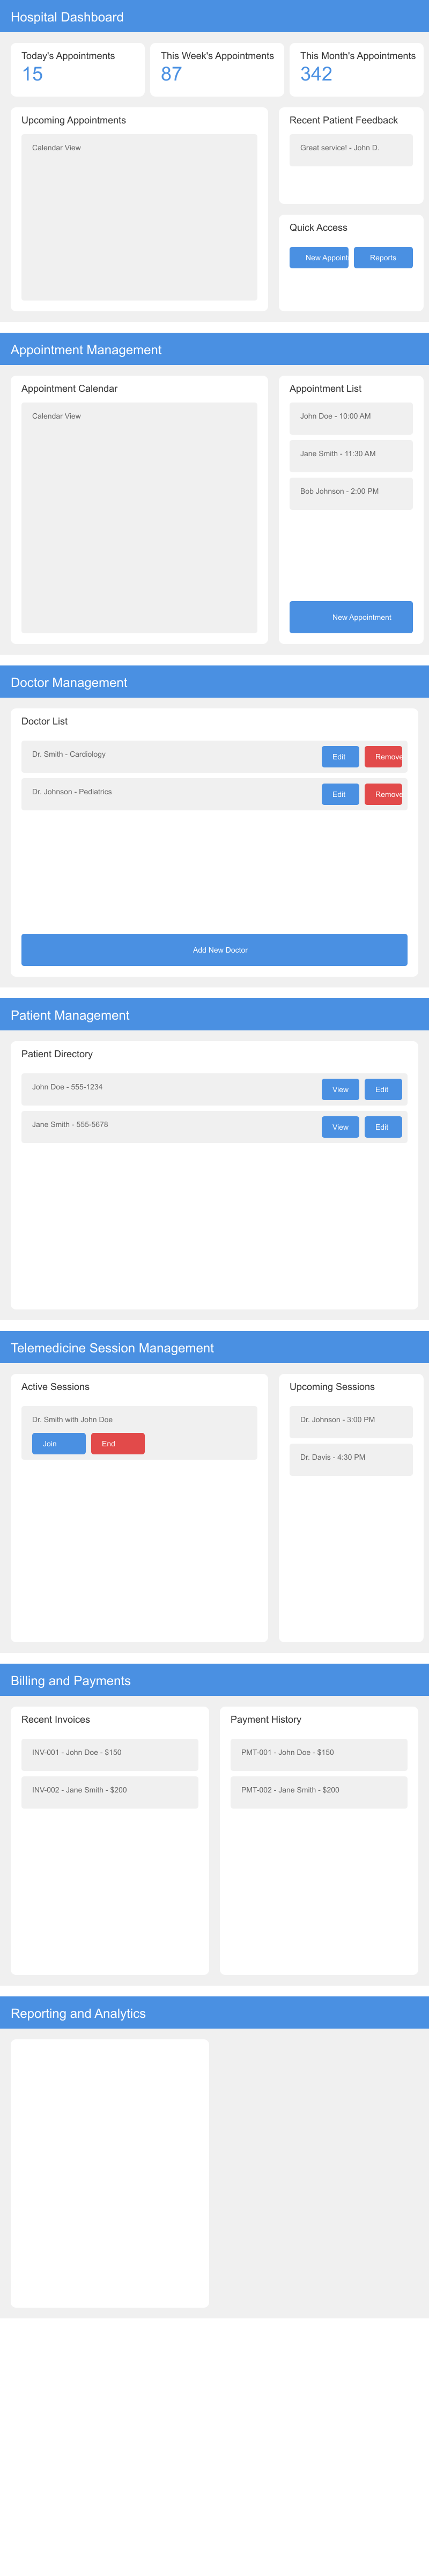 Hospital Dashboard
Today's Appointments
15
This Week's Appointments
87
This Month's Appointments
342
Upcoming Appointments
Calendar View
Recent Patient Feedback
Great service! - John D.
Quick Access
New Appoint
Reports
Appointment Management
Appointment Calendar
Calendar View
Appointment List
John Doe - 10:00 AM
Jane Smith - 11:30 AM
Bob Johnson - 2:00 PM
New Appointment
Doctor Management
Doctor List
Dr. Smith - Cardiology
Edit
Remove
Dr. Johnson - Pediatrics
Edit
Remove
Add New Doctor
Patient Management
Patient Directory
John Doe - 555-1234
View
Edit
Jane Smith - 555-5678
View
Edit
Telemedicine Session Management
Active Sessions
Dr. Smith with John Doe
Join
End
Upcoming Sessions
Dr. Johnson - 3:00 PM
Dr. Davis - 4:30 PM
Billing and Payments
Recent Invoices
INV-001 - John Doe - $150
INV-002 - Jane Smith - $200
Payment History
PMT-001 - John Doe - $150
PMT-002 - Jane Smith - $200
Reporting and Analytics